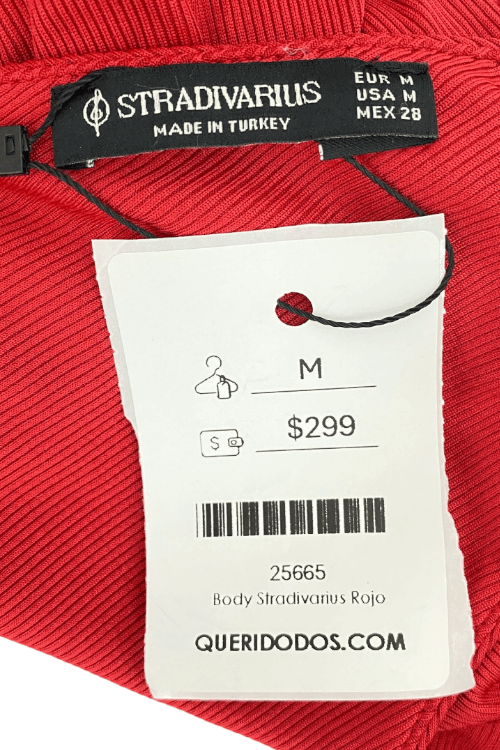 STRADIVARIUS
MADE IN TURKEY
EUR M
USA M
MEX 28
M
$
$299
25665
Body Stradivarius Rojo
QUERIDODOS.COM